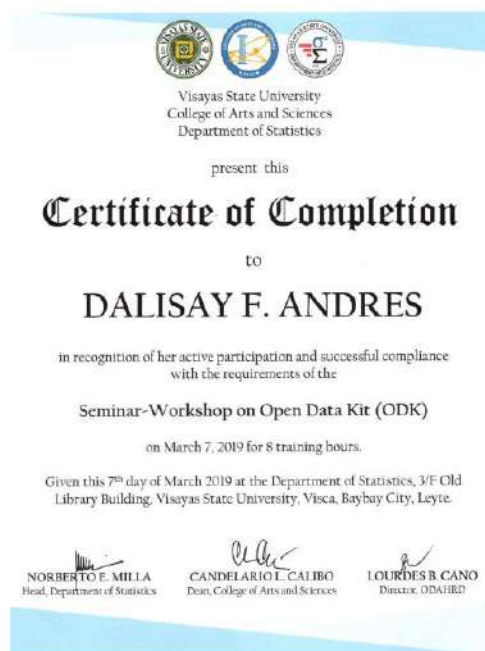 Visayas State University
College of Arts and Sciences
Department of Statistics
present this
Certificate of Completion
to
DALISAY F. ANDRES
in recognition of her active participation and successful compliance
with the requirements of the
Seminar-Workshop on Open Data Kit (ODK)
on March 7, 2019 for 8 training hours.
Given this 7th day of March 2019 at the Department of Statistics, 3/F Old
Library Building, Visayas State University, Visca, Baybay City, Leyte.
NORBERTO E. MILLA
Head, Department of Statistics
CANDELARIO L. CALIBO
Dean, College of Arts and Sciences
LOURDES B. CANO
Director, ODAHRD